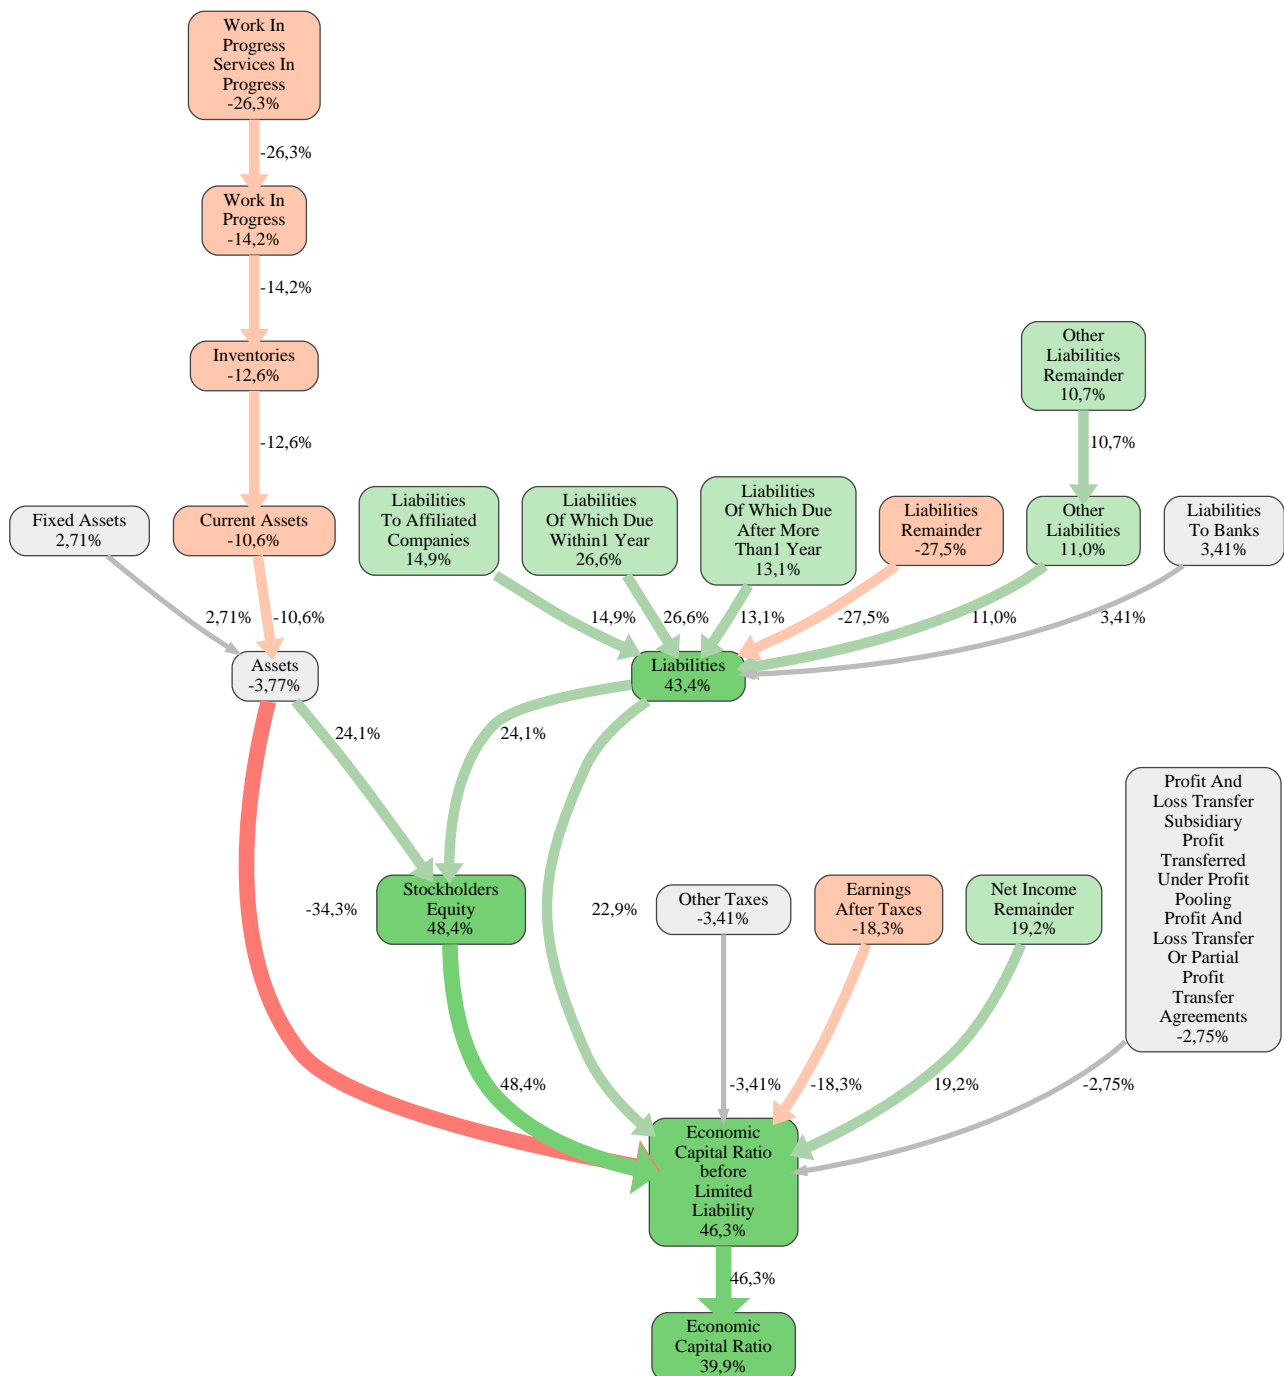 Work In
Progress
Services In
Progress
-26,3%
-26,3%
Work In
Progress
-14,2%
-14,2%
Inventories
-12,6%
Other
Liabilities
Remainder
10,7%
-12,6%
10,7%
Fixed Assets
2,71%
Current Assets
-10,6%
Liabilities
To Affiliated
Companies
14,9%
Liabilities
Of Which Due
Within1 Year
26,6%
Liabilities
Of Which Due
After More
Than1 Year
13,1%
Liabilities
Remainder
-27,5%
Other
Liabilities
11,0%
Liabilities
To Banks
3,41%
2,71%
-10,6%
14,9%
26,6%
13,1%
-27,5%
11,0%
3,41%
Assets
-3,77%
Liabilities
43,4%
24,1%
24,1%
Profit And
Loss Transfer
Subsidiary
Profit
Transferred
Under Profit
Pooling
Profit And
Loss Transfer
Or Partial
Profit
Transfer
Agreements
-2,75%
-34,3%
Stockholders
Equity
48,4%
22,9%
Other Taxes
-3,41%
Earnings
After Taxes
-18,3%
Net Income
Remainder
19,2%
48,4%
-3,41%
-18,3%
19,2%
-2,75%
Economic
Capital Ratio
before
Limited
Liability
46,3%
46,3%
Economic
Capital Ratio
39,9%